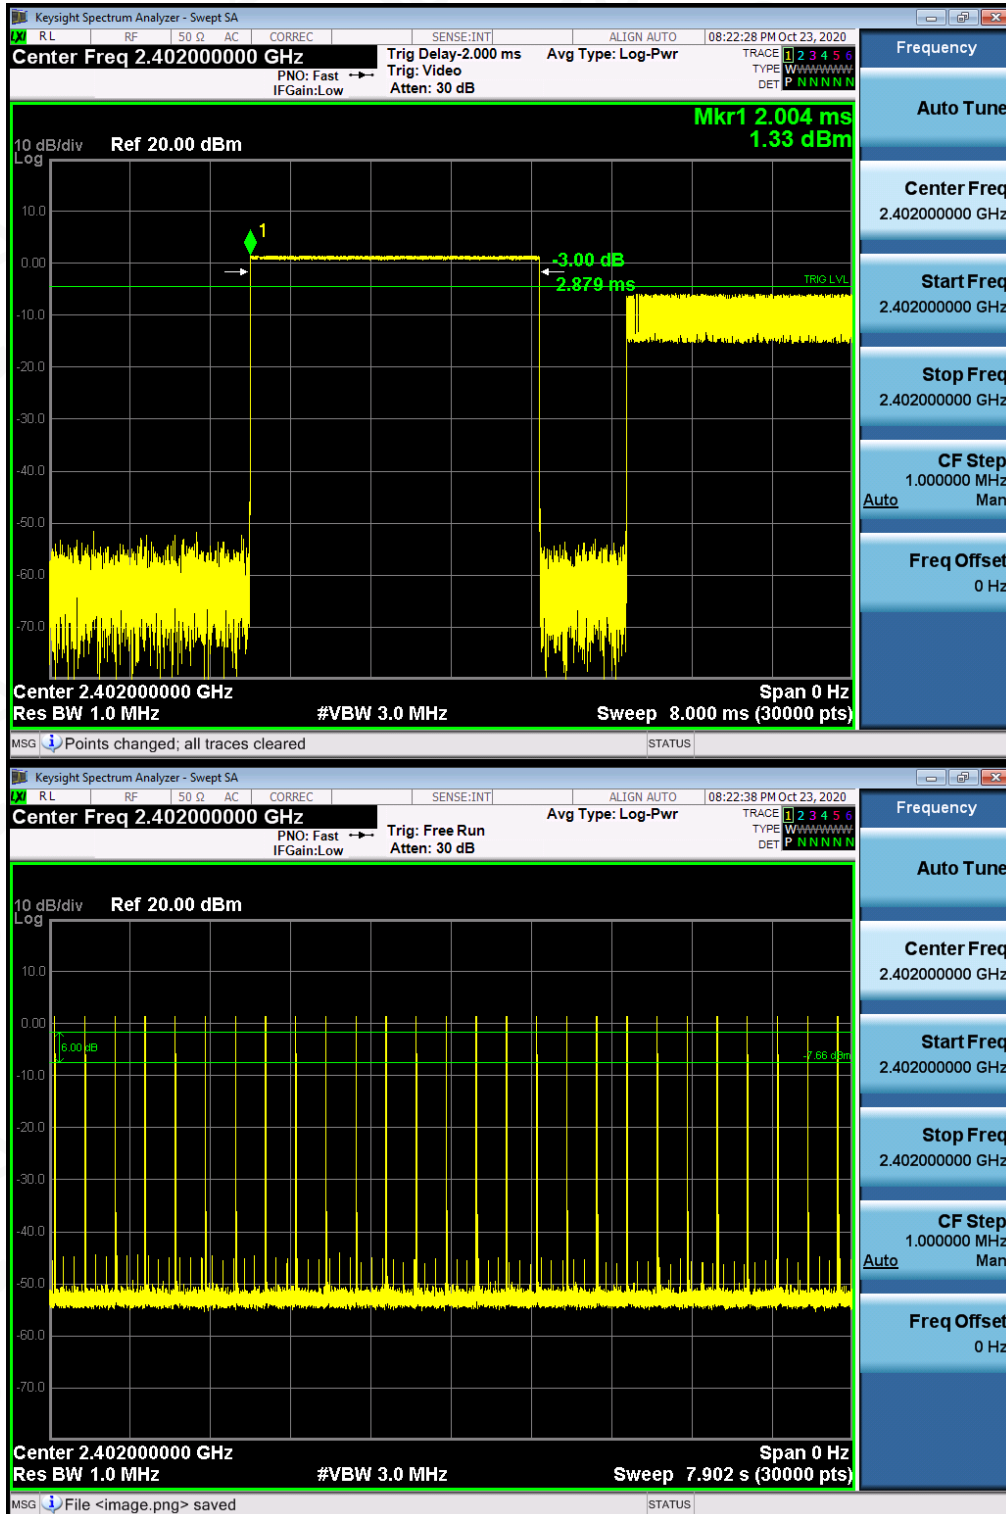 Keysight Spectrum Analyzer - Swept SA
LXI RL RF 50 Ω AC CORREC SENSE:INT ALIGN AUTO 08:22:28 PM Oct 23, 2020
Center Freq 2.402000000 GHz
PNO: Fast
IFGain:Low
Trig Delay-2.000 ms
Trig: Video
Atten: 30 dB
Avg Type: Log-Pwr
TRACE 1 2 3 4 5 6
TYPE WWWWWW
DET P N N N N N
Frequency
Mkr1 2.004 ms
1.33 dBm
10 dB/div Ref 20.00 dBm
Log
10.0
0.00
-10.0
-20.0
-30.0
-40.0
-50.0
-60.0
-70.0
1
-3.00 dB
2.879 ms
TRIG LVL
Center 2.402000000 GHz Span 0 Hz
Res BW 1.0 MHz #VBW 3.0 MHz Sweep 8.000 ms (30000 pts)
MSG Points changed; all traces cleared STATUS
Auto Tune
Center Freq
2.402000000 GHz
Start Freq
2.402000000 GHz
Stop Freq
2.402000000 GHz
CF Step
1.000000 MHz
Auto Man
Freq Offset
0 Hz
Keysight Spectrum Analyzer - Swept SA
LXI RL RF 50 Ω AC CORREC SENSE:INT ALIGN AUTO 08:22:38 PM Oct 23, 2020
Center Freq 2.402000000 GHz
PNO: Fast
IFGain:Low
Trig: Free Run
Atten: 30 dB
Avg Type: Log-Pwr
TRACE 1 2 3 4 5 6
TYPE WWWWWW
DET P N N N N N
Frequency
10 dB/div Ref 20.00 dBm
Log
10.0
0.00
-10.0
-20.0
-30.0
-40.0
-50.0
-60.0
-70.0
6.00 dB
-7.66 dBm
Center 2.402000000 GHz Span 0 Hz
Res BW 1.0 MHz #VBW 3.0 MHz Sweep 7.902 s (30000 pts)
MSG File <image.png> saved STATUS
Auto Tune
Center Freq
2.402000000 GHz
Start Freq
2.402000000 GHz
Stop Freq
2.402000000 GHz
CF Step
1.000000 MHz
Auto Man
Freq Offset
0 Hz